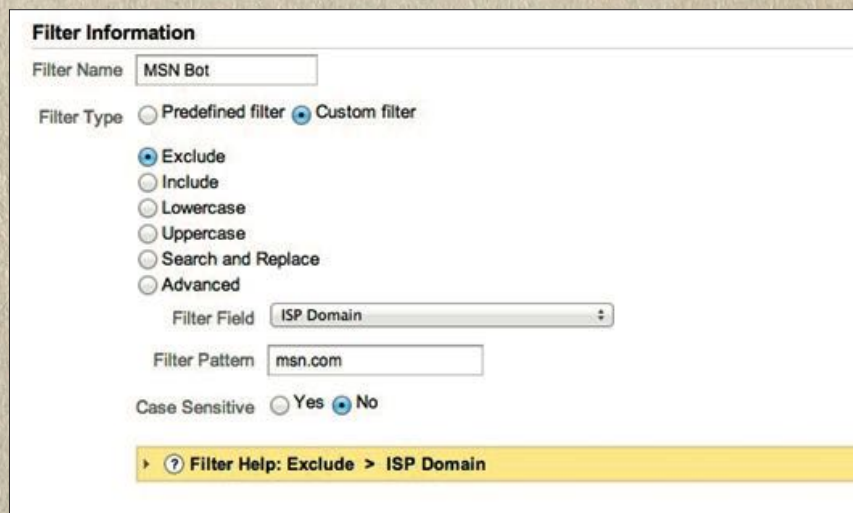 Filter Information
Filter Name MSN Bot
Filter Type Predefined filter Custom filter
Exclude
Include
Lowercase
Uppercase
Search and Replace
Advanced
Filter Field ISP Domain
Filter Pattern msn.com
Case Sensitive Yes No
? Filter Help: Exclude > ISP Domain